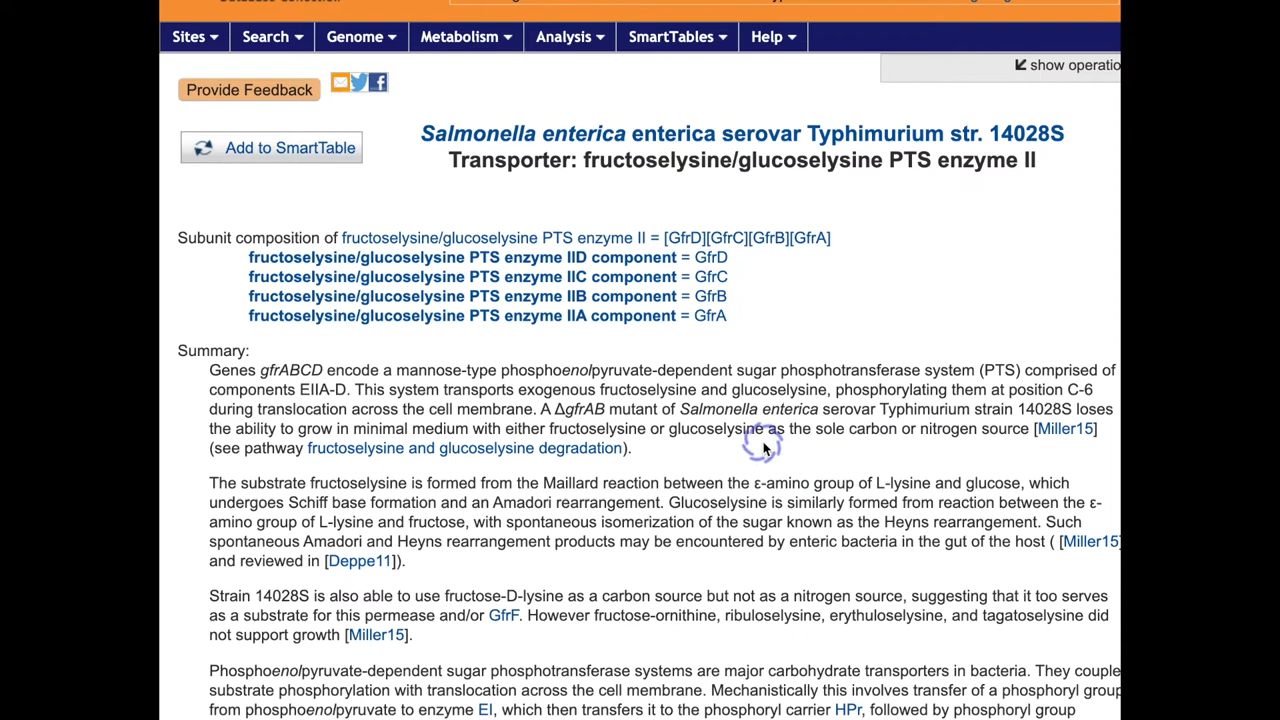 Sites
Search
Genome
Metabolism
Analysis
SmartTables
Help
show operatio
Provide Feedback
Add to SmartTable
Salmonella enterica enterica serovar Typhimurium str. 14028S
Transporter: fructoselysine/glucoselysine PTS enzyme II
Subunit composition of fructoselysine/glucoselysine PTS enzyme II = [GfrD][GfrC][GfrB][GfrA]
fructoselysine/glucoselysine PTS enzyme IID component = GfrD
fructoselysine/glucoselysine PTS enzyme IIC component = GfrC
fructoselysine/glucoselysine PTS enzyme IIB component = GfrB
fructoselysine/glucoselysine PTS enzyme IIA component = GfrA
Summary:
Genes gfrABCD encode a mannose-type phosphoenolpyruvate-dependent sugar phosphotransferase system (PTS) comprised of
components EIIA-D. This system transports exogenous fructoselysine and glucoselysine, phosphorylating them at position C-6
during translocation across the cell membrane. A ΔgfrAB mutant of Salmonella enterica serovar Typhimurium strain 14028S loses
the ability to grow in minimal medium with either fructoselysine or glucoselysine as the sole carbon or nitrogen source [Miller15]
(see pathway fructoselysine and glucoselysine degradation).
The substrate fructoselysine is formed from the Maillard reaction between the ε-amino group of L-lysine and glucose, which
undergoes Schiff base formation and an Amadori rearrangement. Glucoselysine is similarly formed from reaction between the ε-
amino group of L-lysine and fructose, with spontaneous isomerization of the sugar known as the Heyns rearrangement. Such
spontaneous Amadori and Heyns rearrangement products may be encountered by enteric bacteria in the gut of the host ( [Miller15]
and reviewed in [Deppe11]).
Strain 14028S is also able to use fructose-D-lysine as a carbon source but not as a nitrogen source, suggesting that it too serves
as a substrate for this permease and/or GfrF. However fructose-ornithine, ribuloselysine, erythuloselysine, and tagatoselysine did
not support growth [Miller15].
Phosphoenolpyruvate-dependent sugar phosphotransferase systems are major carbohydrate transporters in bacteria. They couple
substrate phosphorylation with translocation across the cell membrane. Mechanistically this involves transfer of a phosphoryl group
from phosphoenolpyruvate to enzyme EI, which then transfers it to the phosphoryl carrier HPr, followed by phosphoryl group